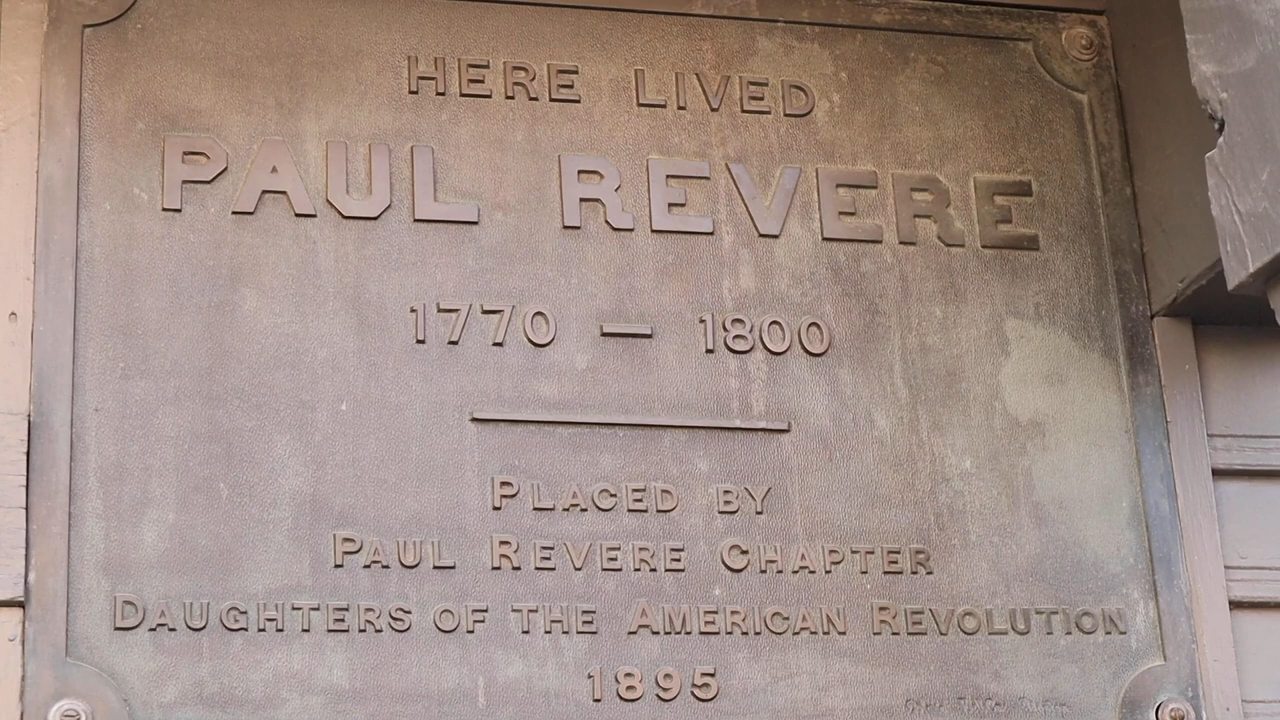 HERE LIVED
PAUL REVERE
1770 — 1800
PLACED BY
PAUL REVERE CHAPTER
DAUGHTERS OF THE AMERICAN REVOLUTION
1895